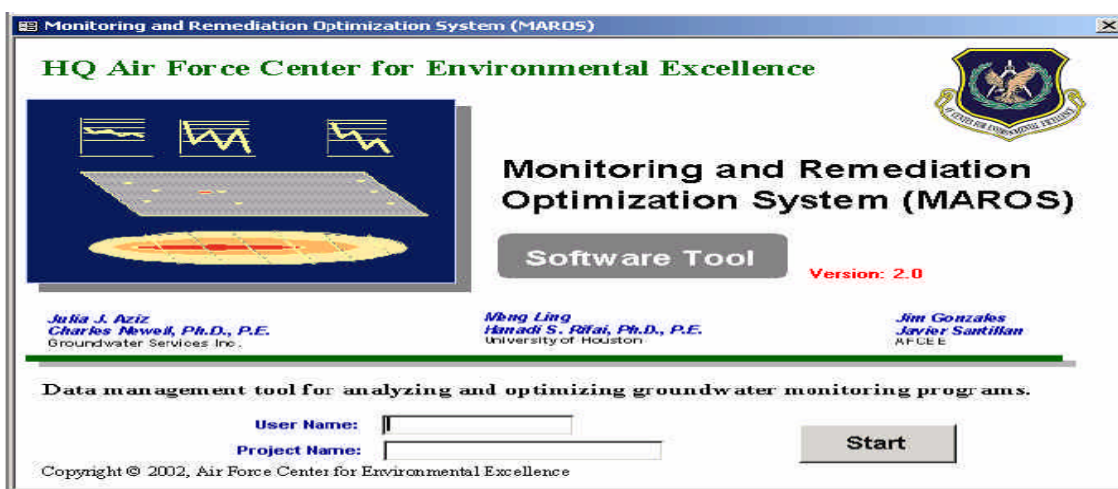 Monitoring and Remediation Optimization System (MAROS)
HQ Air Force Center for Environmental Excellence
Monitoring and Remediation
Optimization System (MAROS)
Software Tool
Version: 2.0
Julia J. Aziz
Charles Newell, Ph.D., P.E.
Groundwater Services Inc.
Meng Ling
Hanadi S. Rifai, Ph.D., P.E.
University of Houston
Jim Gonzales
Javier Santillan
AFCEE
Data management tool for analyzing and optimizing groundwater monitoring programs.
User Name:
Project Name:
Start
Copyright © 2002, Air Force Center for Environmental Excellence